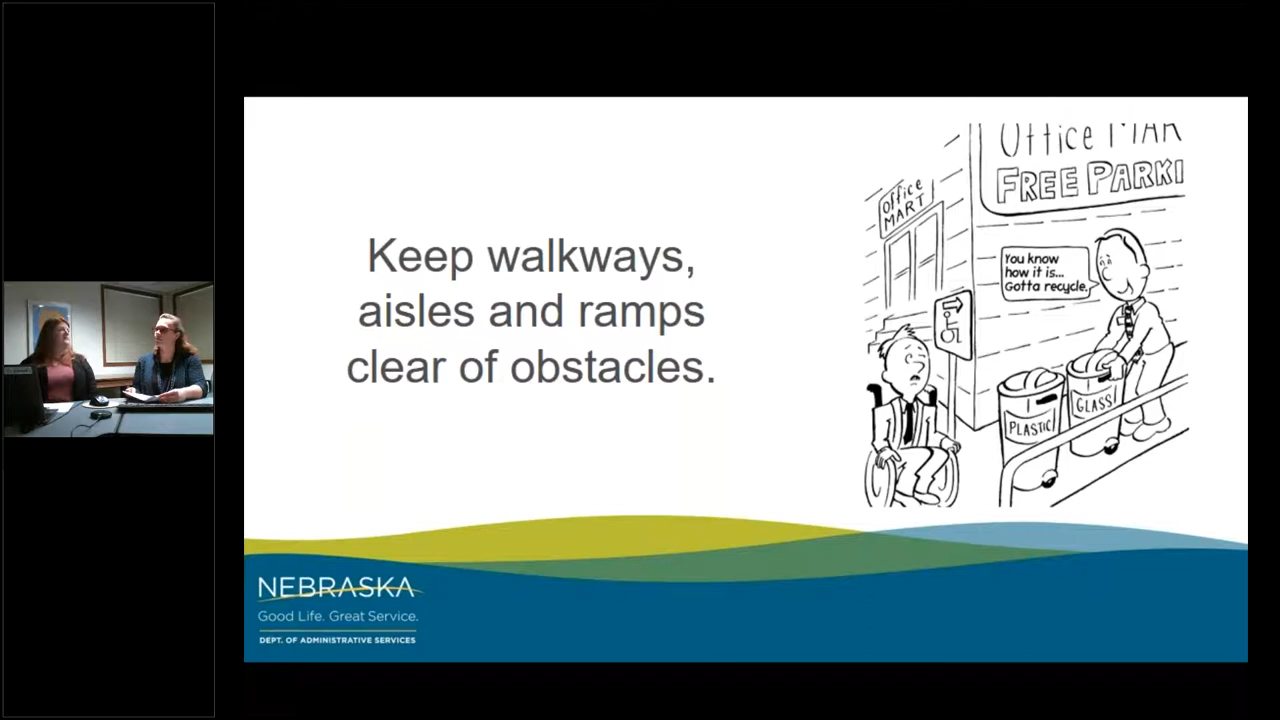 Keep walkways,
aisles and ramps
clear of obstacles.
Office MAR
FREE PARKI
Office
MART
You know
how it is...
Gotta recycle.
PLASTIC
GLASS
NEBRASKA
Good Life. Great Service.
DEPT. OF ADMINISTRATIVE SERVICES